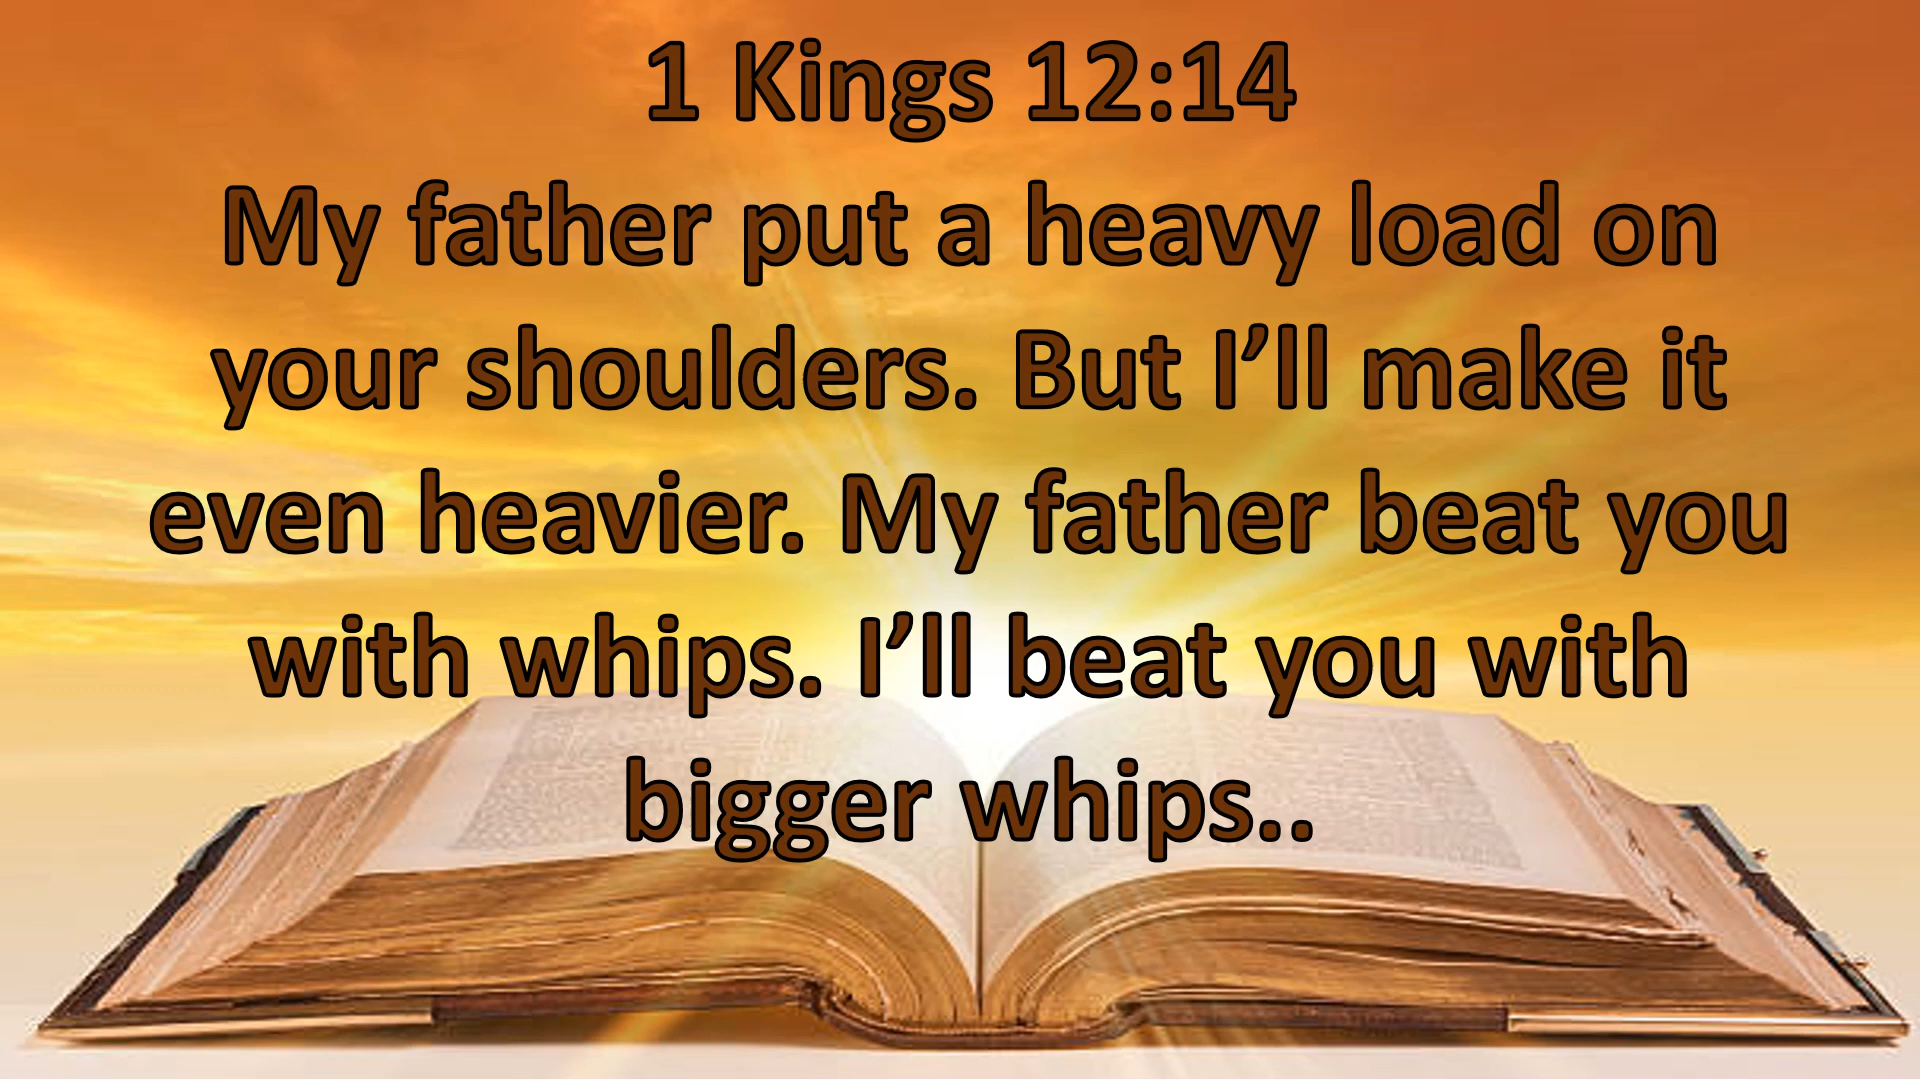 1 Kings 12:14
My father put a heavy load on
your shoulders. But I’ll make it
even heavier. My father beat you
with whips. I’ll beat you with
bigger whips..